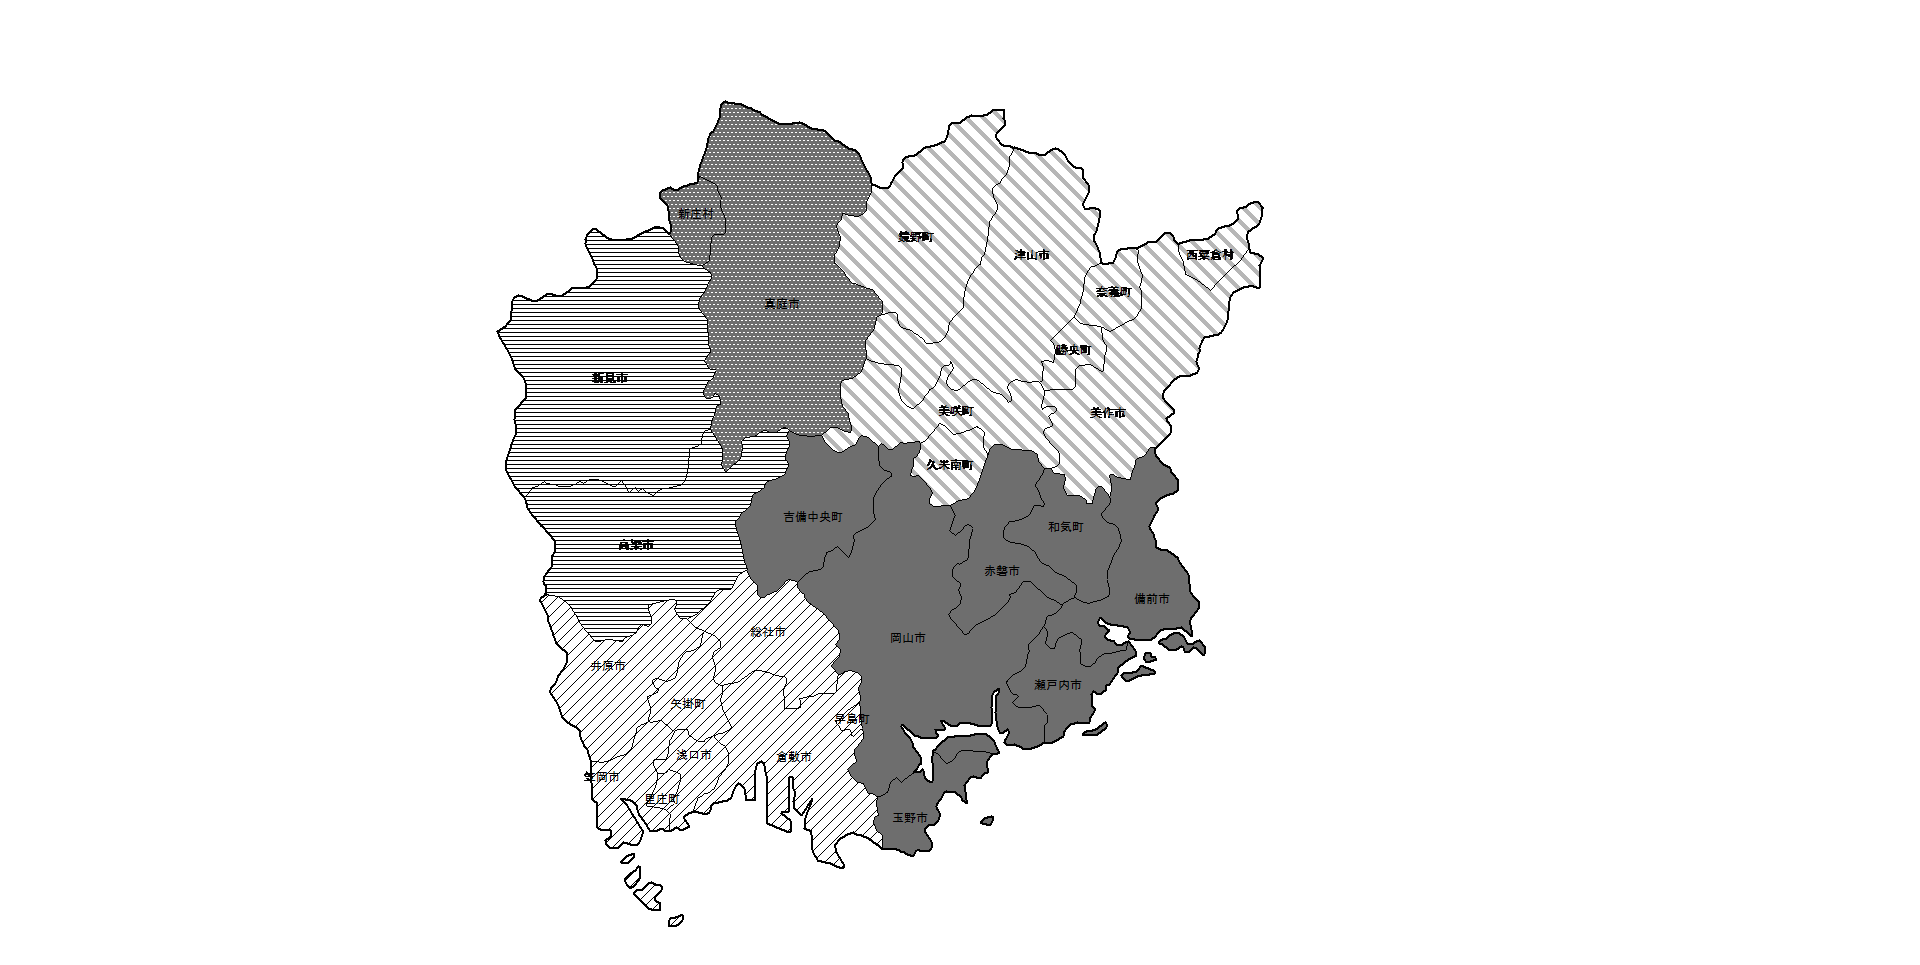 新庄村
鏡野町
津山市
西粟倉村
奈義町
真庭市
勝央町
新見市
美咲町
美作市
久米南町
吉備中央町
和気町
高梁市
赤磐市
備前市
総社市
岡山市
井原市
瀬戸内市
矢掛町
早島町
浅口市
倉敷市
笠岡市
里庄町
玉野市